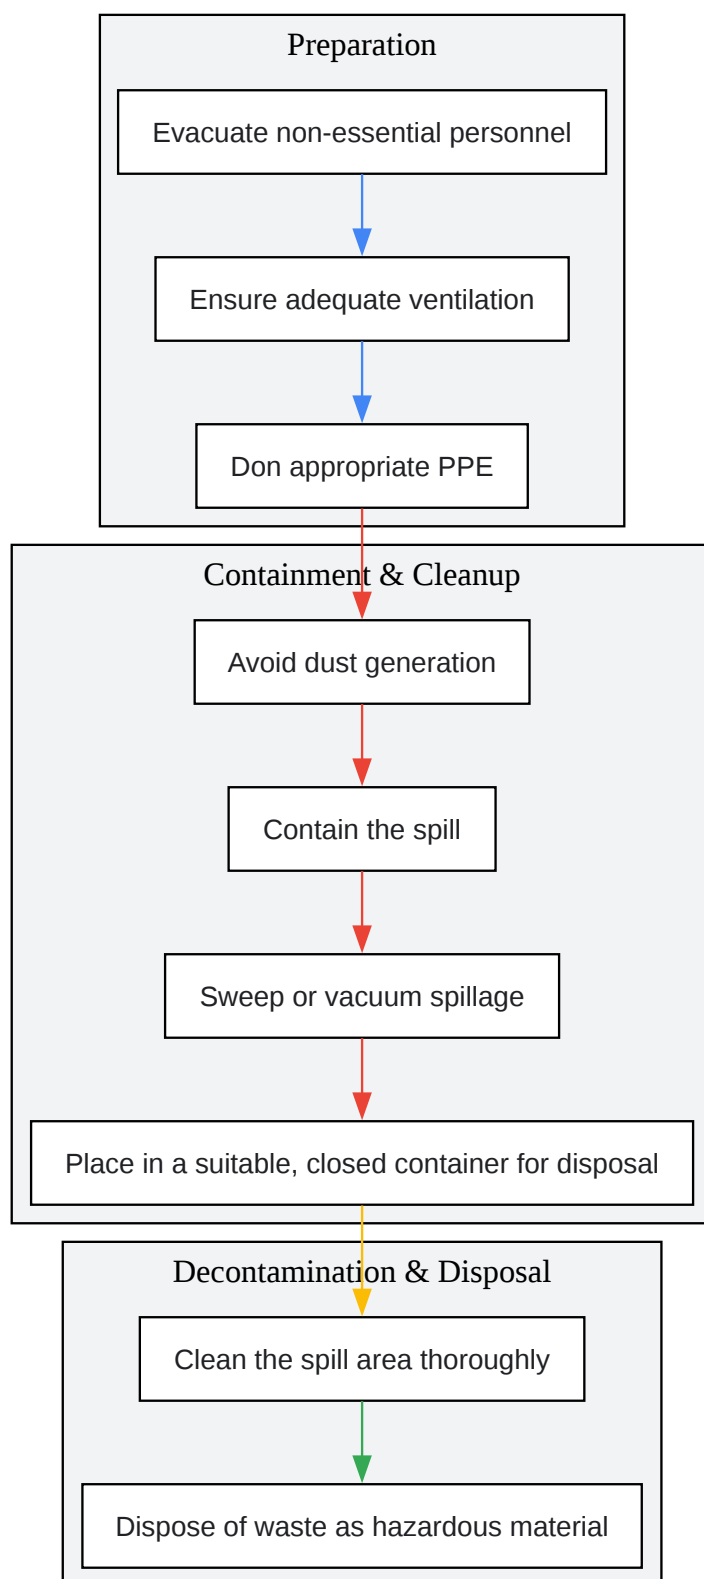 Preparation
Evacuate non-essential personnel
Ensure adequate ventilation
Don appropriate PPE
Containment & Cleanup
Avoid dust generation
Contain the spill
Sweep or vacuum spillage
Place in a suitable, closed container for disposal
Decontamination & Disposal
Clean the spill area thoroughly
Dispose of waste as hazardous material